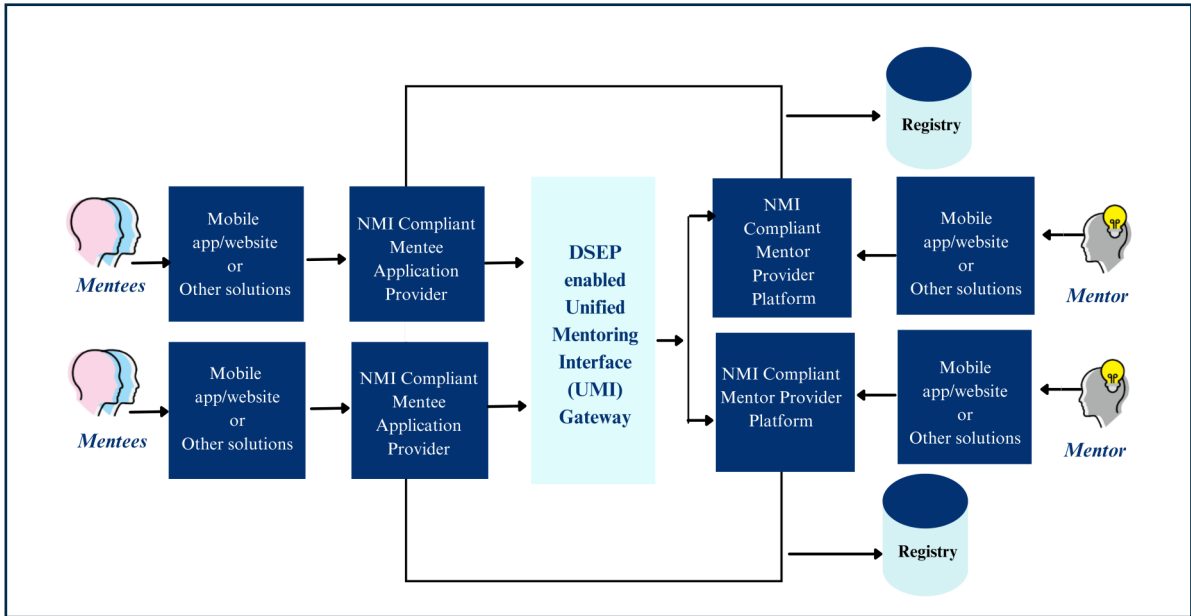 Registry
Mobile
app/website
or
Other solutions
NMI Compliant
Mentee
Application
Provider
DSEP
enabled
Unified
Mentoring
Interface
(UMI)
Gateway
NMI
Compliant
Mentor
Provider
Platform
Mobile
app/website
or
Other solutions
Mentees
Mentor
Mobile
app/website
or
Other solutions
NMI Compliant
Mentee
Application
Provider
NMI Compliant
Mentor Provider
Platform
Mobile
app/website
or
Other solutions
Mentees
Mentor
Registry